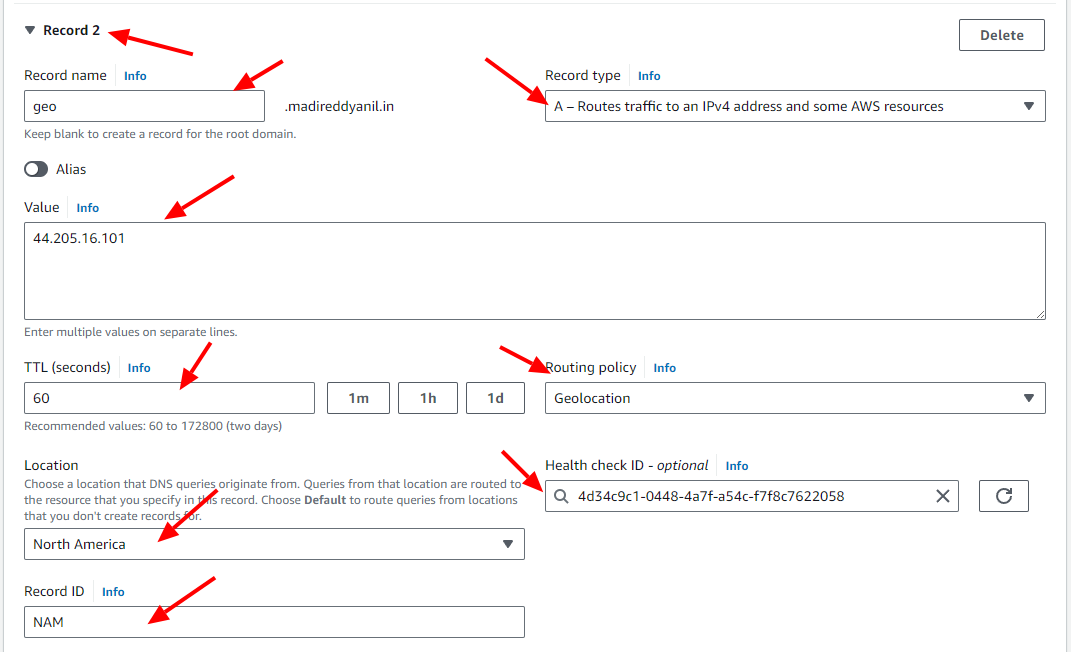 Record 2
Delete
Record name Info
Record type Info
geo
.madireddyanil.in
A – Routes traffic to an IPv4 address and some AWS resources
Keep blank to create a record for the root domain.
Alias
Value Info
44.205.16.101
Enter multiple values on separate lines.
TTL (seconds) Info
Routing policy Info
60
1m
1h
1d
Geolocation
Recommended values: 60 to 172800 (two days)
Location
Health check ID - optional Info
Choose a location that DNS queries originate from. Queries from that location are routed to
the resource that you specify in this record. Choose Default to route queries from locations
that you don't create records for.
4d34c9c1-0448-4a7f-a54c-f7f8c7622058
North America
Record ID Info
NAM